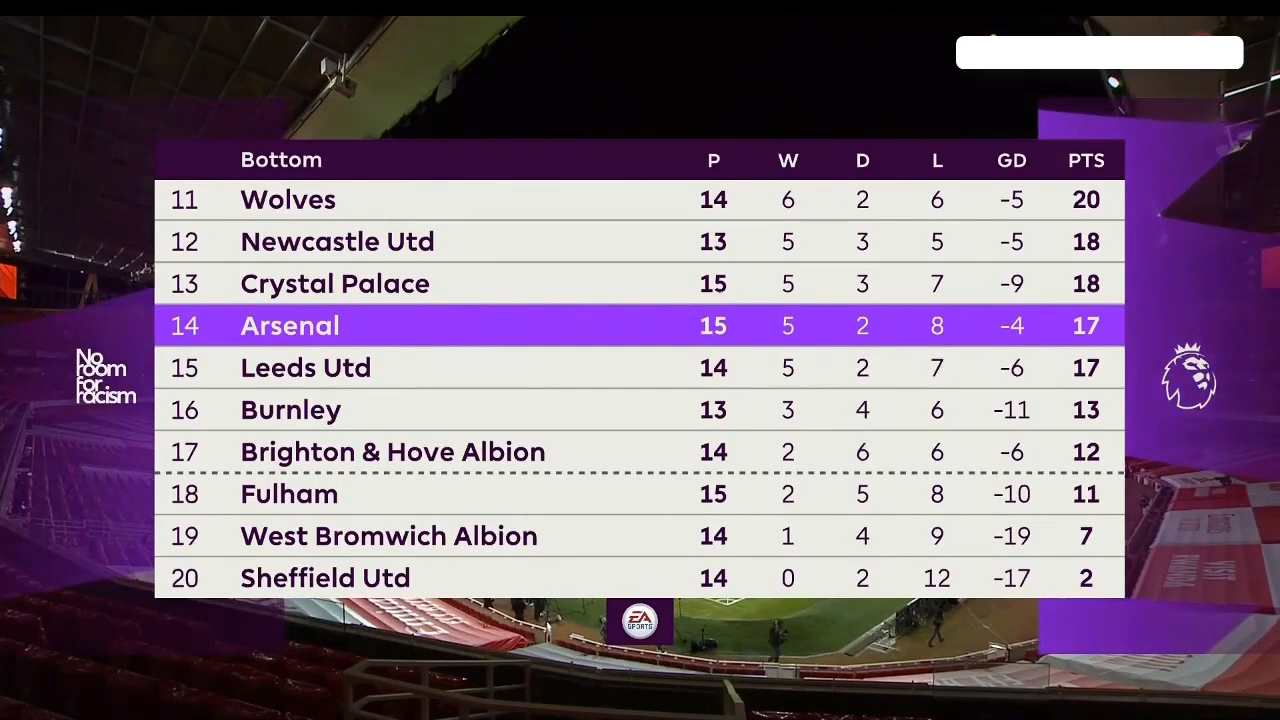 Bottom P W D L GD PTS
11 Wolves 14 6 2 6 -5 20
12 Newcastle Utd 13 5 3 5 -5 18
13 Crystal Palace 15 5 3 7 -9 18
14 Arsenal 15 5 2 8 -4 17
15 Leeds Utd 14 5 2 7 -6 17
16 Burnley 13 3 4 6 -11 13
17 Brighton & Hove Albion 14 2 6 6 -6 12
18 Fulham 15 2 5 8 -10 11
19 West Bromwich Albion 14 1 4 9 -19 7
20 Sheffield Utd 14 0 2 12 -17 2
No
room
for
racism
EA
SPORTS
VISIT
RWANDA